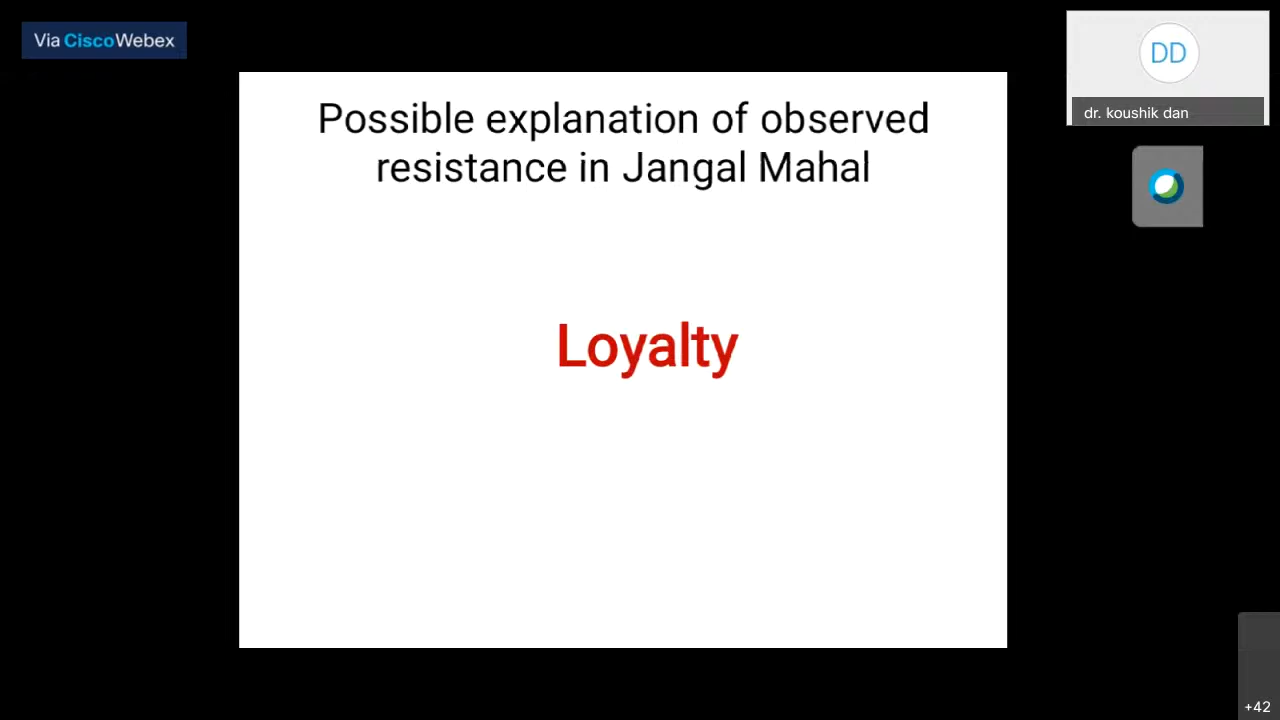 Via CiscoWebex
DD
dr. koushik dan
Possible explanation of observed
resistance in Jangal Mahal
Loyalty
+42